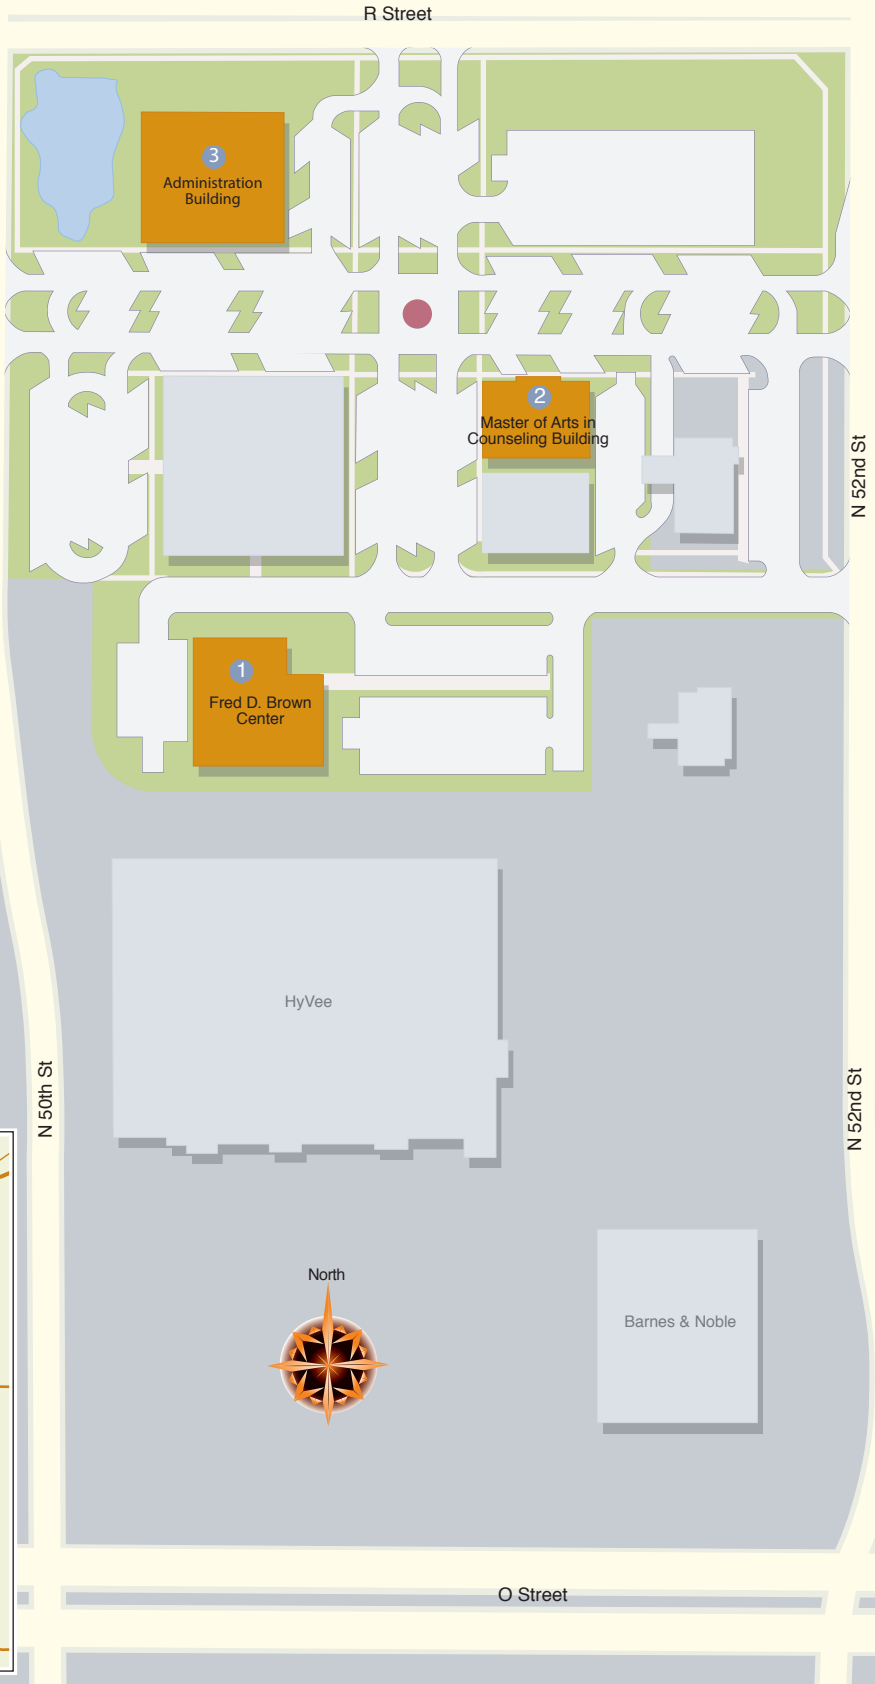 R Street
3
Administration
Building
2
Master of Arts in
Counseling Building
N 52nd St
1
Fred D. Brown
Center
HyVee
N 50th St
N 52nd St
North
Barnes & Noble
O Street